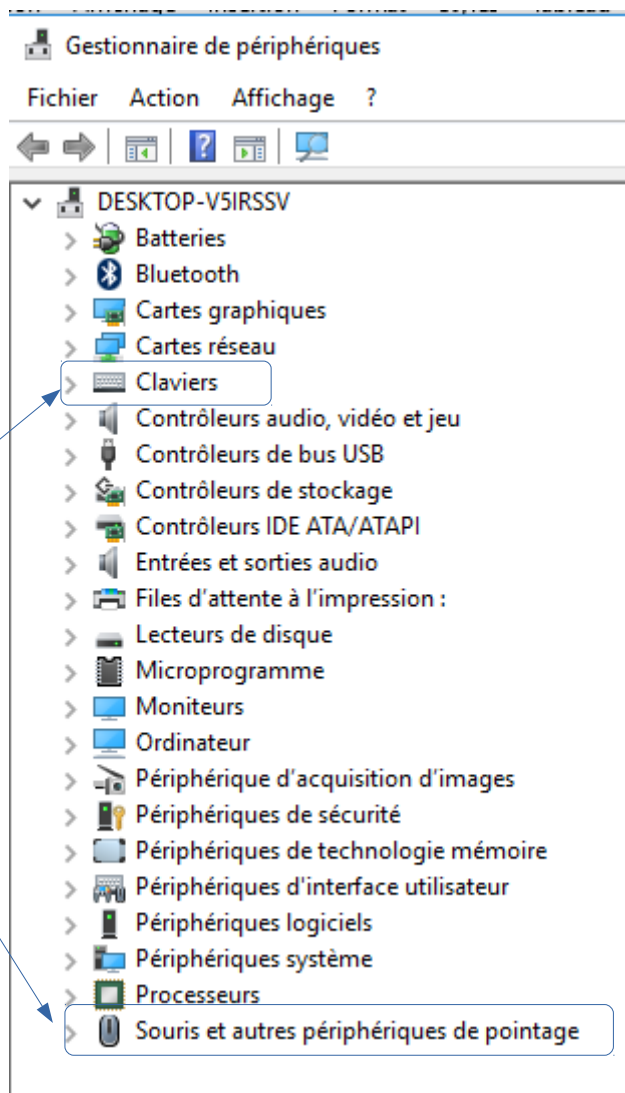 Gestionnaire de périphériques
Fichier Action Affichage ?
DESKTOP-V5IRSSV
Batteries
Bluetooth
Cartes graphiques
Cartes réseau
Claviers
Contrôleurs audio, vidéo et jeu
Contrôleurs de bus USB
Contrôleurs de stockage
Contrôleurs IDE ATA/ATAPI
Entrées et sorties audio
Files d'attente à l'impression :
Lecteurs de disque
Microprogramme
Moniteurs
Ordinateur
Périphérique d'acquisition d'images
Périphériques de sécurité
Périphériques de technologie mémoire
Périphériques d'interface utilisateur
Périphériques logiciels
Périphériques système
Processeurs
Souris et autres périphériques de pointage